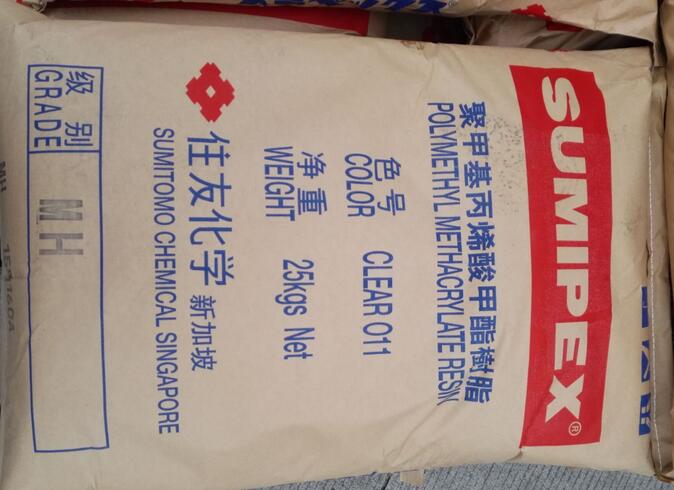 SUMIPEX®
聚甲基丙烯酸甲酯樹脂
POLYMETHYL METHACRYLATE RESIN
色号
COLOR CLEAR 011
净重
WEIGHT 25kgs Net
住友化学 新加坡
SUMITOMO CHEMICAL SINGAPORE
级别
GRADE MH
MH